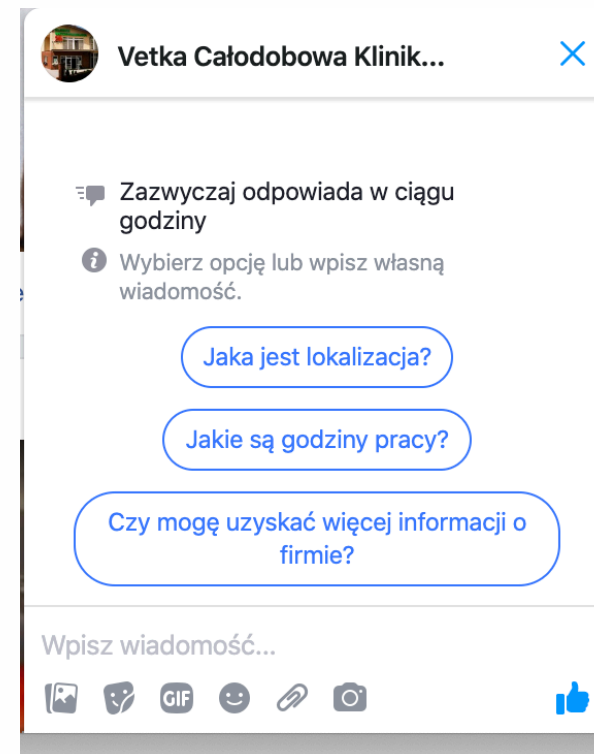 Vetka Całodobowa Klinik...
Zazwyczaj odpowiada w ciągu
godziny
Wybierz opcję lub wpisz własną
wiadomość.
Jaka jest lokalizacja?
Jakie są godziny pracy?
Czy mogę uzyskać więcej informacji o
firmie?
Wpisz wiadomość...
GIF